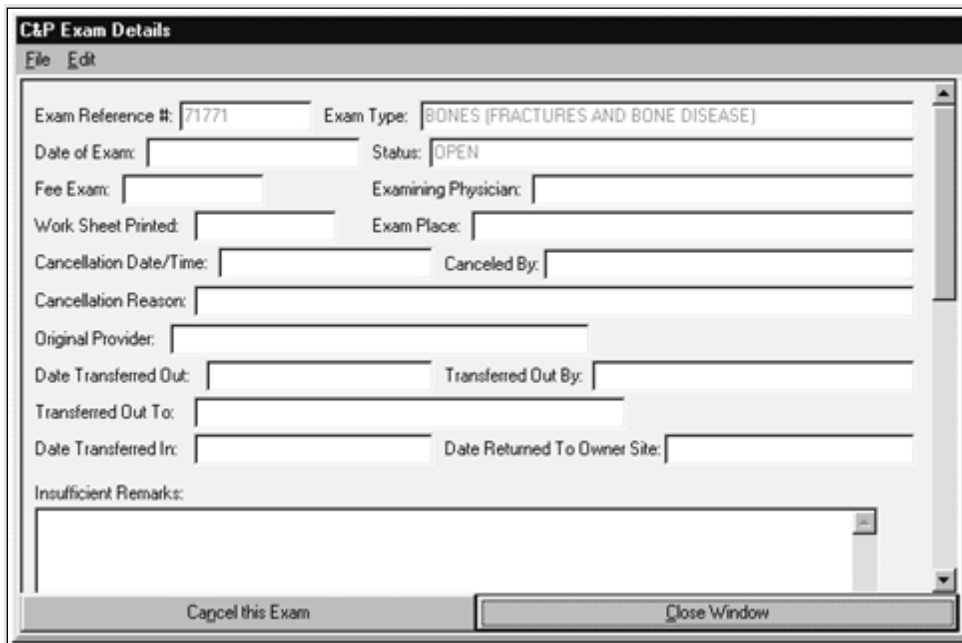 C&P Exam Details
File Edit
Exam Reference #: 71771 Exam Type: BONES (FRACTURES AND BONE DISEASE)
Date of Exam: Status: OPEN
Fee Exam: Examining Physician:
Work Sheet Printed: Exam Place:
Cancellation Date/Time: Canceled By:
Cancellation Reason:
Original Provider:
Date Transferred Out: Transferred Out By:
Transferred Out To:
Date Transferred In: Date Returned To Owner Site:
Insufficient Remarks:
Cancel this Exam Close Window